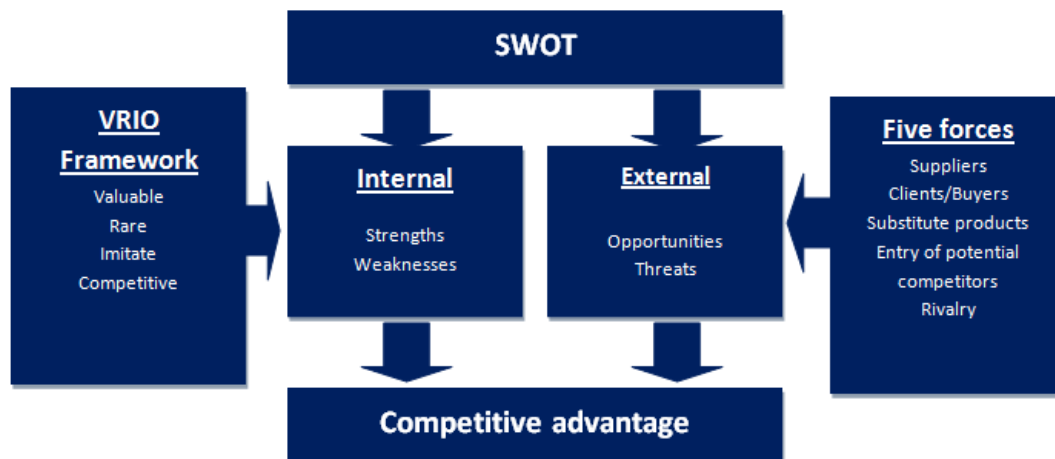 SWOT
VRIO
Framework
Valuable
Rare
Imitate
Competitive
Internal
Strengths
Weaknesses
External
Opportunities
Threats
Five forces
Suppliers
Clients/Buyers
Substitute products
Entry of potential
competitors
Rivalry
Competitive advantage